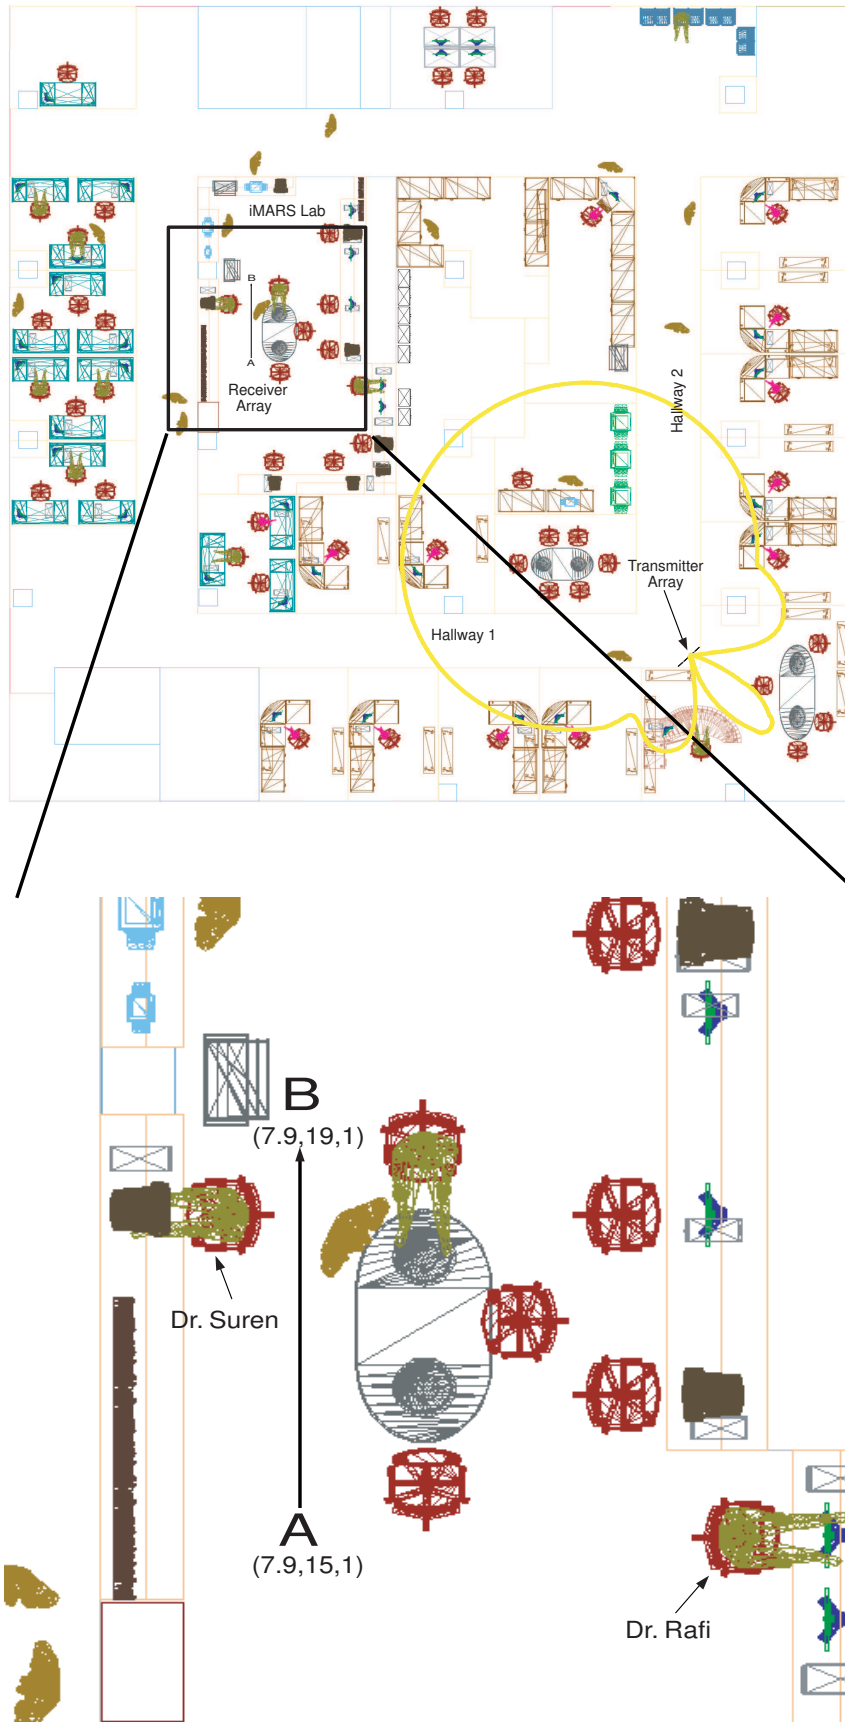 iMARS Lab
B
A
Receiver
Array
Hallway 2
Transmitter
Array
Hallway 1
B
(7.9,19,1)
Dr. Suren
A
(7.9,15,1)
Dr. Rafi